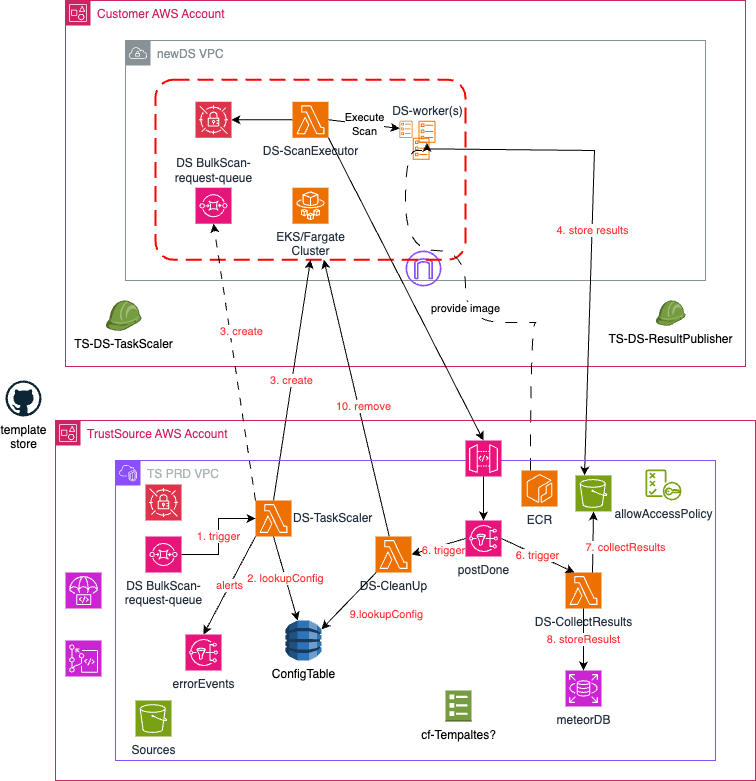 Customer AWS Account
newDS VPC
DS-worker(s)
Execute
Scan
DS-ScanExecutor
DS BulkScan-
request-queue
EKS/Fargate
Cluster
4. store results
provide image
TS-DS-TaskScaler
TS-DS-ResultPublisher
3. create
3. create
10. remove
template
store
TrustSource AWS Account
TS PRD VPC
DS-TaskScaler
ECR
allowAccessPolicy
1. trigger
6. trigger
6. trigger
7. collectResults
postDone
DS BulkScan-
request-queue
alerts
2. lookupConfig
DS-CleanUp
9.lookupConfig
DS-CollectResults
8. storeResulst
errorEvents
ConfigTable
meteorDB
cf-Tempaltes?
Sources